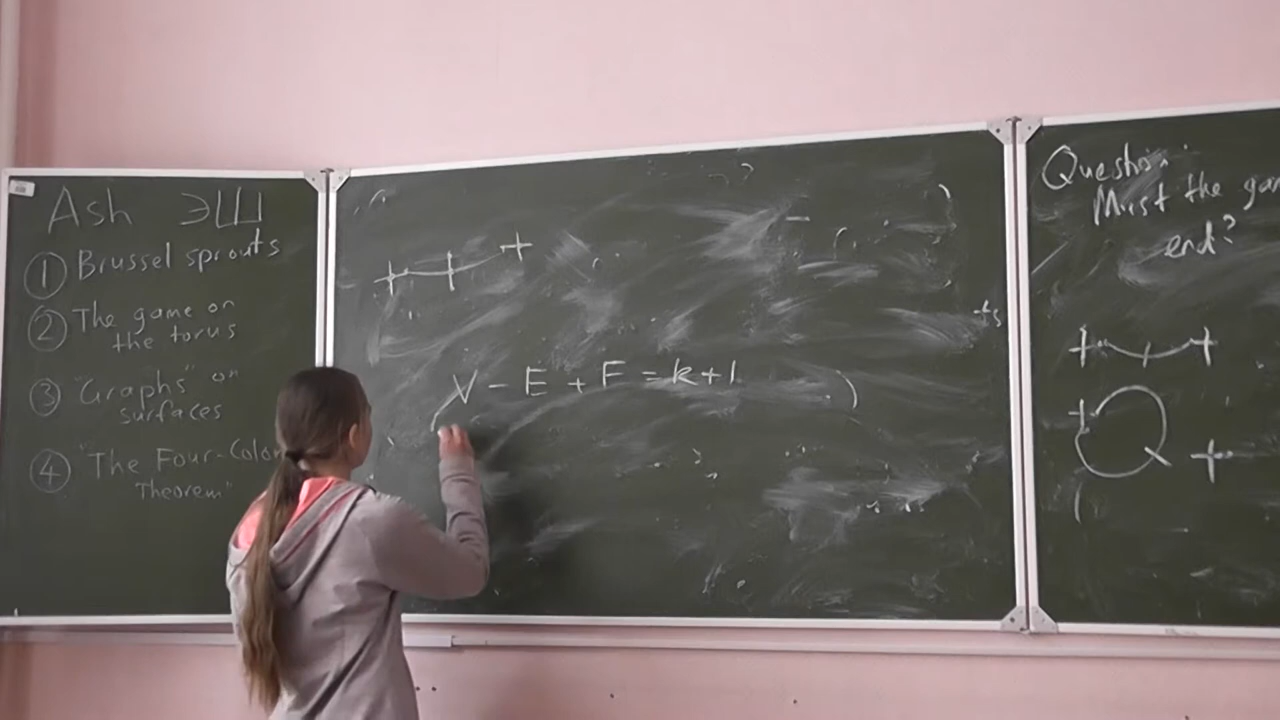 Ash ЭШ
① Brussel sprouts
② The game on
the torus
③ "Graphs" on
surfaces
④ "The Four-Color
Theorem"
V - E + F = k+1
Question:
Must the
end?